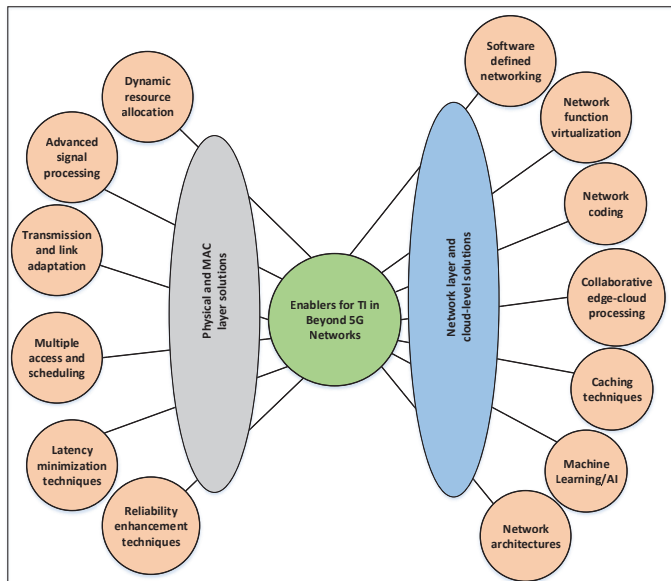 Dynamic
resource
allocation
Advanced
signal
processing
Transmission
and link
adaptation
Multiple
access and
scheduling
Latency
minimization
techniques
Reliability
enhancement
techniques
Physical and MAC
layer solutions
Enablers for TI in
Beyond 5G
Networks
Network layer and
cloud-level solutions
Software
defined
networking
Network
function
virtualization
Network
coding
Collaborative
edge-cloud
processing
Caching
techniques
Machine
Learning/AI
Network
architectures